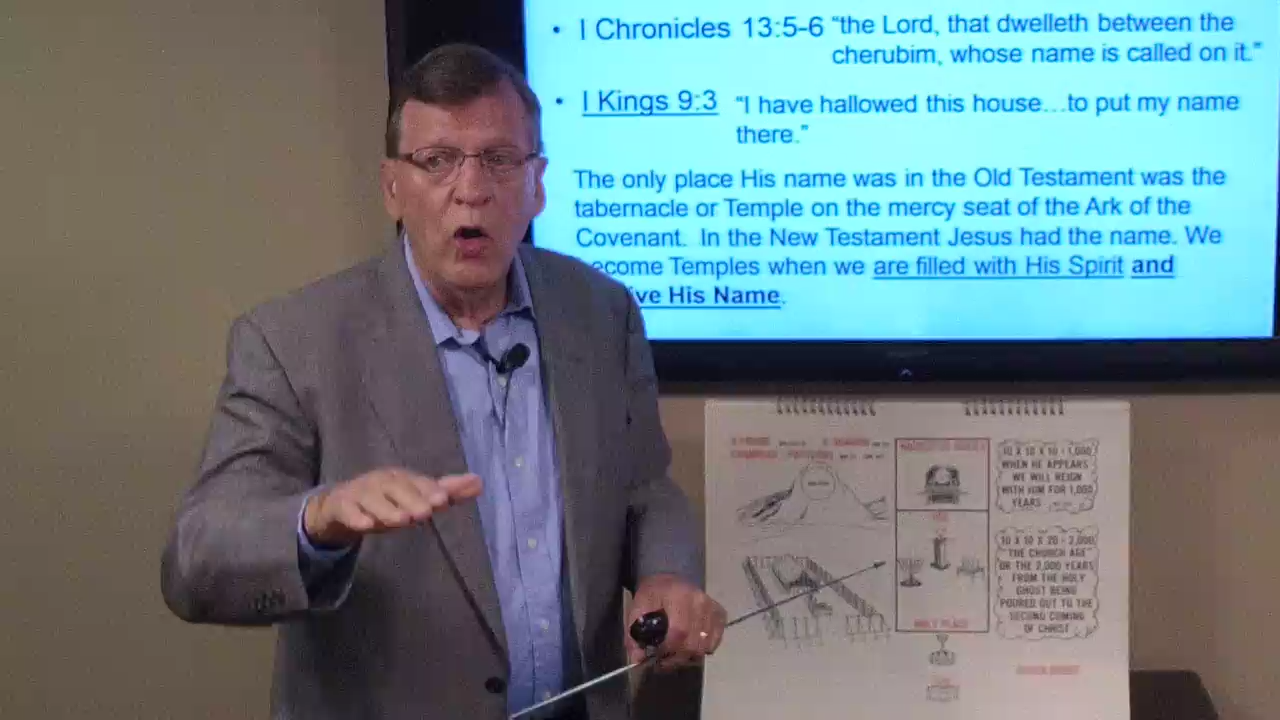 • I Chronicles 13:5-6 “the Lord, that dwelleth between the
cherubim, whose name is called on it.”
• I Kings 9:3 “I have hallowed this house…to put my name
there.”
The only place His name was in the Old Testament was the
tabernacle or Temple on the mercy seat of the Ark of the
Covenant. In the New Testament Jesus had the name. We
ecome Temples when we are filled with His Spirit and
ive His Name.
10 X 10 X 10 - 1,000
WHEN HE APPEARS
WE WILL REIGN
WITH HIM FOR 1,000
YEARS
10 X 10 X 20 - 2,000
THE CHURCH AGE
OR THE 2,000 YEARS
FROM THE HOLY
GHOST BEING
POURED OUT TO THE
SECOND COMING
OF CHRIST
HOLY PLACE